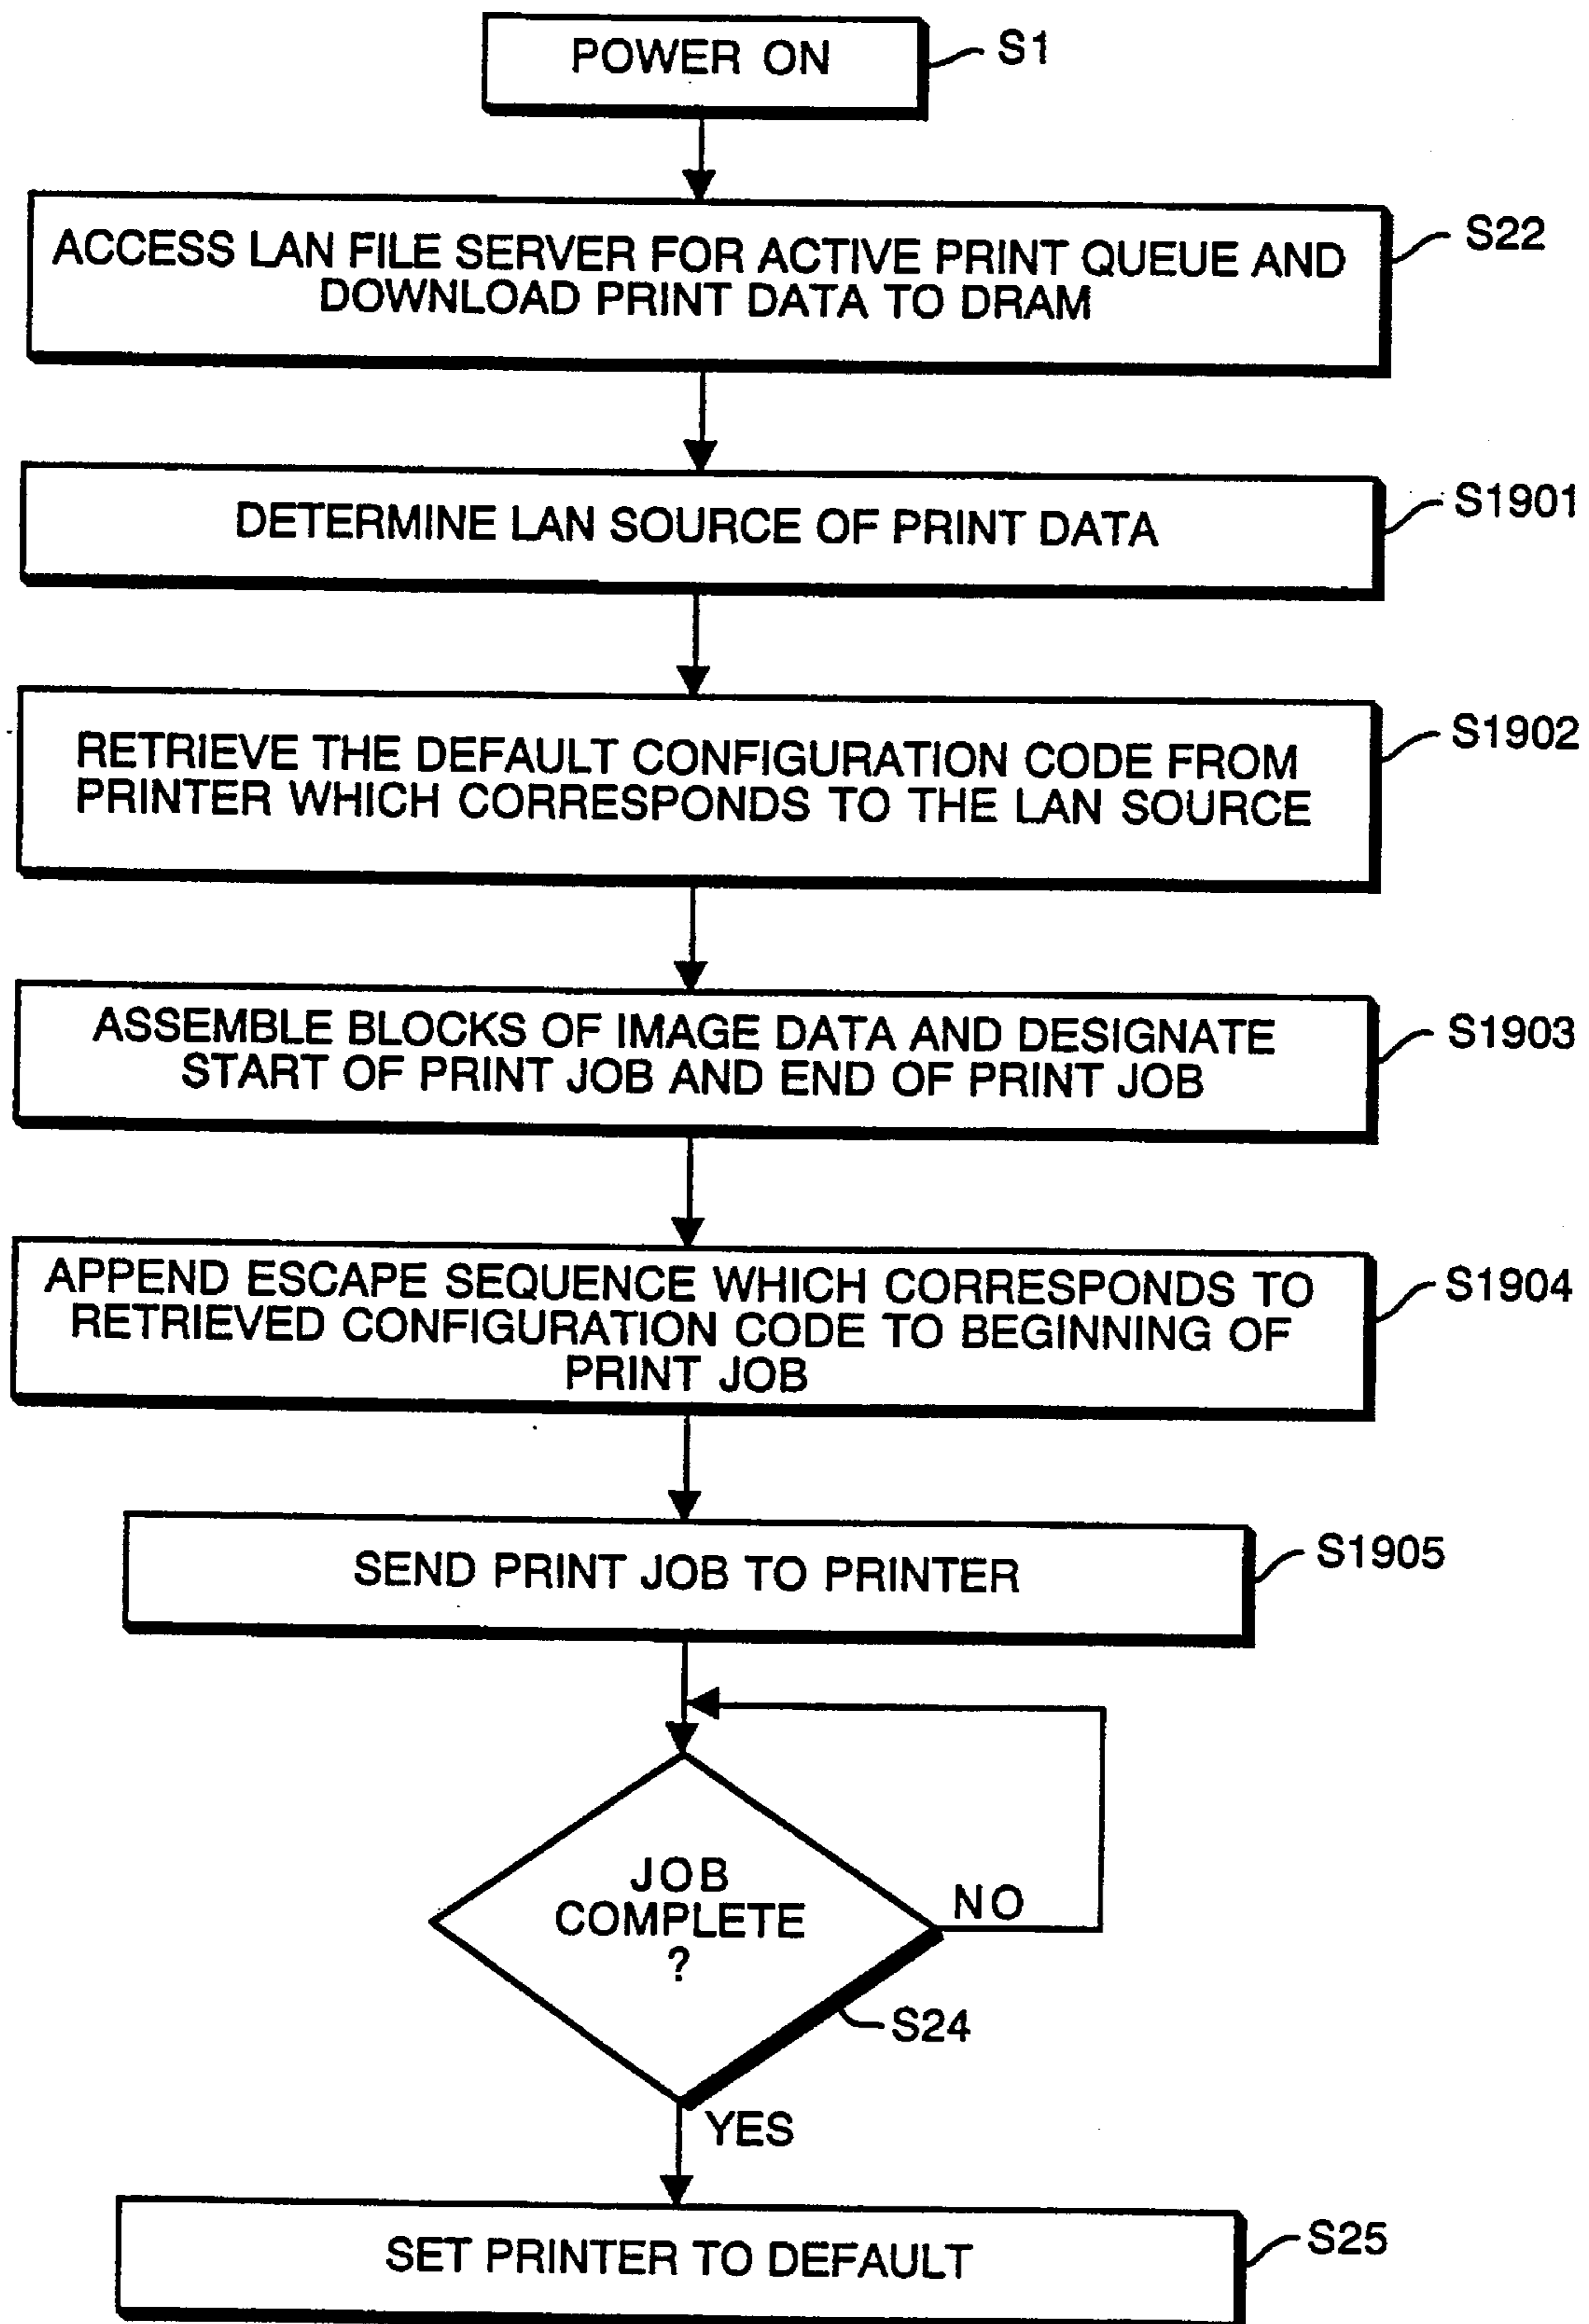 POWER ON
S1
ACCESS LAN FILE SERVER FOR ACTIVE PRINT QUEUE AND
DOWNLOAD PRINT DATA TO DRAM
S22
DETERMINE LAN SOURCE OF PRINT DATA
S1901
RETRIEVE THE DEFAULT CONFIGURATION CODE FROM
PRINTER WHICH CORRESPONDS TO THE LAN SOURCE
S1902
ASSEMBLE BLOCKS OF IMAGE DATA AND DESIGNATE
START OF PRINT JOB AND END OF PRINT JOB
S1903
APPEND ESCAPE SEQUENCE WHICH CORRESPONDS TO
RETRIEVED CONFIGURATION CODE TO BEGINNING OF
PRINT JOB
S1904
SEND PRINT JOB TO PRINTER
S1905
JOB
COMPLETE
?
NO
S24
YES
SET PRINTER TO DEFAULT
S25